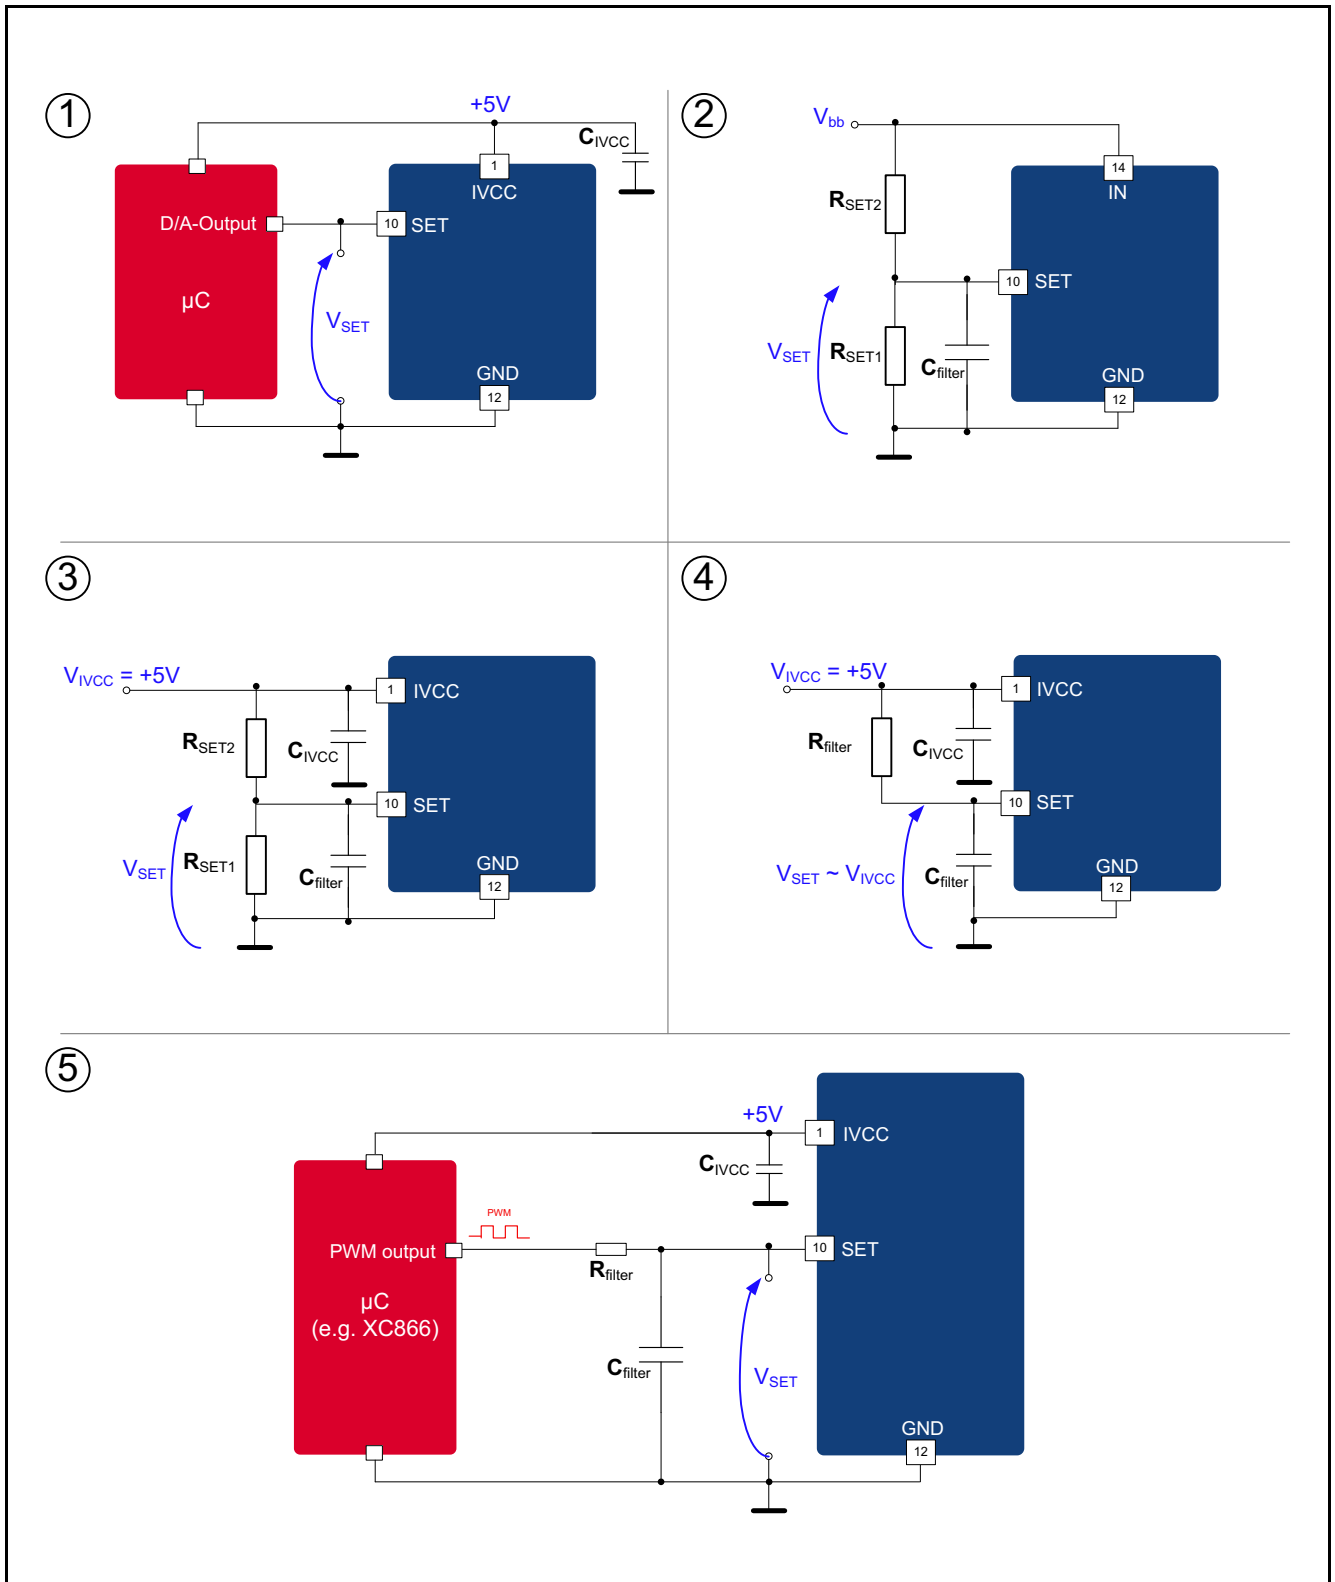 1
+5V
CIVCC
1
IVCC
D/A-Output
10
SET
µC
VSET
GND
12
2
Vbb
14
IN
RSET2
10
SET
VSET
RSET1
Cfilter
GND
12
3
VIVCC = +5V
1
IVCC
RSET2
CIVCC
10
SET
VSET
RSET1
Cfilter
GND
12
4
VIVCC = +5V
1
IVCC
Rfilter
CIVCC
10
SET
VSET ~ VIVCC
Cfilter
GND
12
5
+5V
1
IVCC
CIVCC
PWM
PWM output
10
SET
Rfilter
µC
(e.g. XC866)
Cfilter
VSET
GND
12